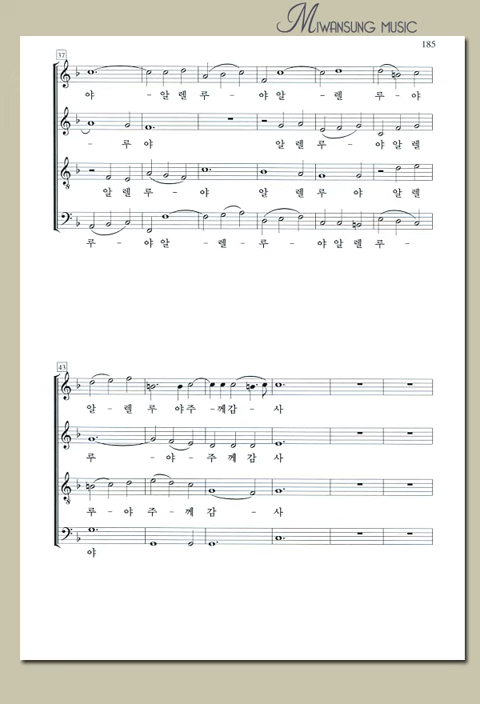 MIWANSUNG MUSIC
185
37
야 - 알 렐 루 - 야 알 - 렐 루 - 야
- 루 야 알 렐 루 - 야 알 렐
알 렐 루 - 야 알 렐 루 - 야 알 렐
루 - 야 알 - 렐 - 루 - 야 알 렐 루 -
43
알 - 렐 루 야 주 - 께 감 - 사
루 - 야 - 주 께 감 사
루 - 야 주 - 께 감 - 사
야